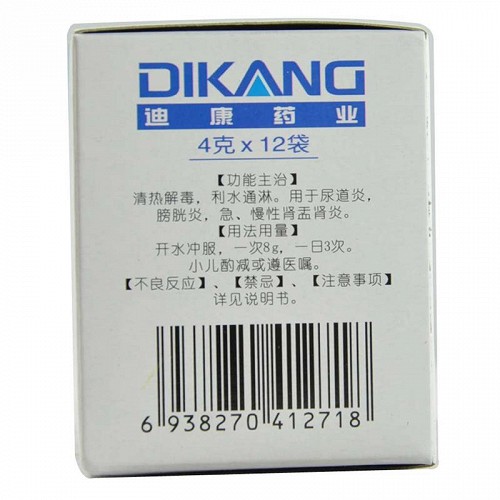 DIKANG
迪康药业
4克 x 12袋
【功能主治】
清热解毒，利水通淋。用于尿道炎，
膀胱炎，急、慢性肾盂肾炎。
【用法用量】
开水冲服，一次8g，一日3次。
小儿酌减或遵医嘱。
【不良反应】、【禁忌】、【注意事项】
详见说明书。
6 938270 412718